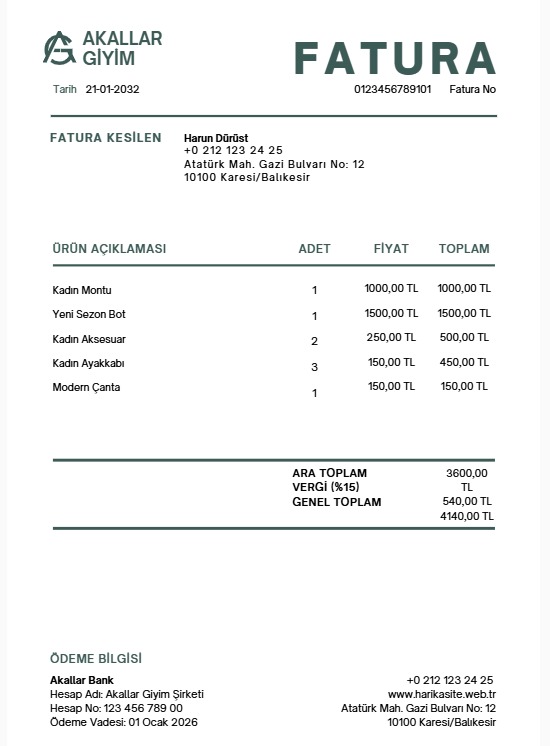 AKALLAR
GİYİM
FATURA
Tarih 21-01-2032
0123456789101 Fatura No
FATURA KESİLEN
Harun Dürüst
+0 212 123 24 25
Atatürk Mah. Gazi Bulvarı No: 12
10100 Karesi/Balıkesir
ÜRÜN AÇIKLAMASI ADET FİYAT TOPLAM
Kadın Montu 1 1000,00 TL 1000,00 TL
Yeni Sezon Bot 1 1500,00 TL 1500,00 TL
Kadın Aksesuar 2 250,00 TL 500,00 TL
Kadın Ayakkabı 3 150,00 TL 450,00 TL
Modern Çanta 1 150,00 TL 150,00 TL
ARA TOPLAM 3600,00
VERGİ (%15) TL
GENEL TOPLAM 540,00 TL
4140,00 TL
ÖDEME BİLGİSİ
Akallar Bank
Hesap Adı: Akallar Giyim Şirketi
Hesap No: 123 456 789 00
Ödeme Vadesi: 01 Ocak 2026
+0 212 123 24 25
www.harikasite.web.tr
Atatürk Mah. Gazi Bulvarı No: 12
10100 Karesi/Balıkesir